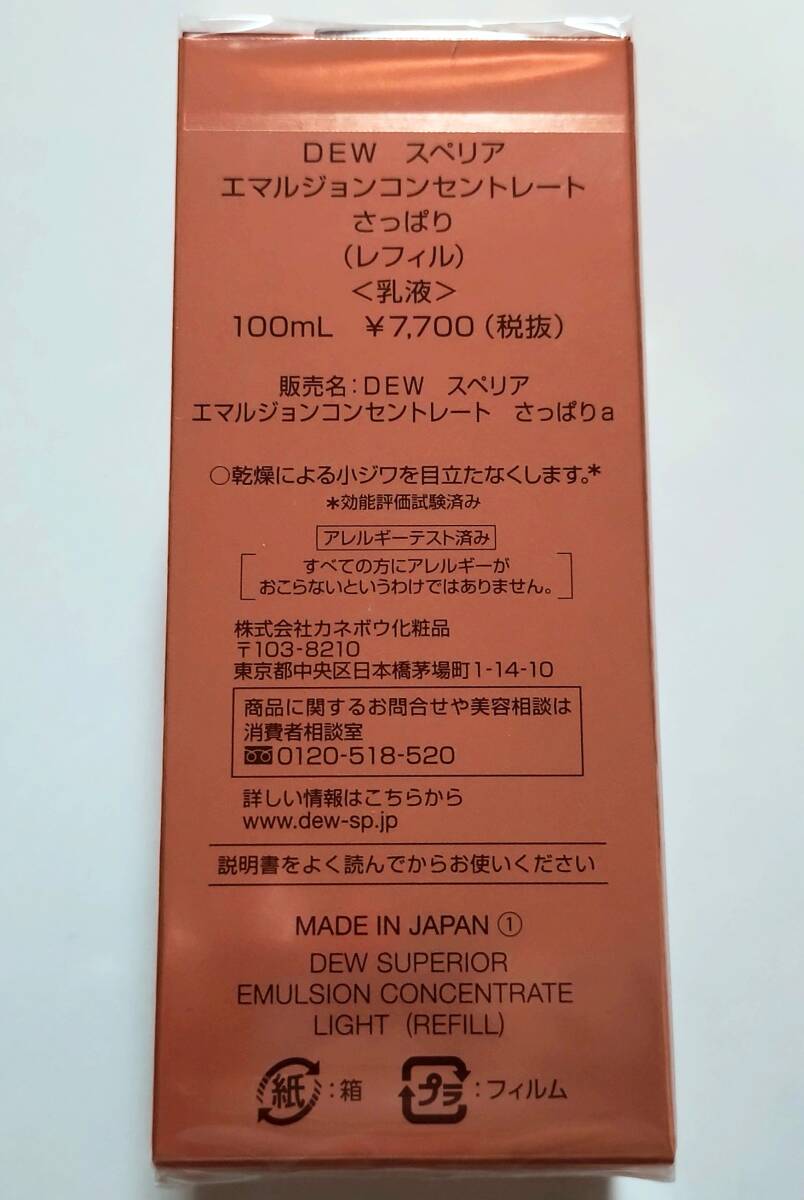 DEW　スペリア
エマルジョンコンセントレート
さっぱり
（レフィル）
＜乳液＞
100mL　￥7,700（税抜）
販売名：DEW　スペリア
エマルジョンコンセントレート　さっぱりa
○乾燥による小ジワを目立たなくします。*
*効能評価試験済み
アレルギーテスト済み
すべての方にアレルギーが
おこらないというわけではありません。
株式会社カネボウ化粧品
〒103-8210
東京都中央区日本橋茅場町1-14-10
商品に関するお問合せや美容相談は
消費者相談室
0120-518-520
詳しい情報はこちらから
www.dew-sp.jp
説明書をよく読んでからお使いください
MADE IN JAPAN ①
DEW SUPERIOR
EMULSION CONCENTRATE
LIGHT (REFILL)
紙：箱　プラ：フィルム